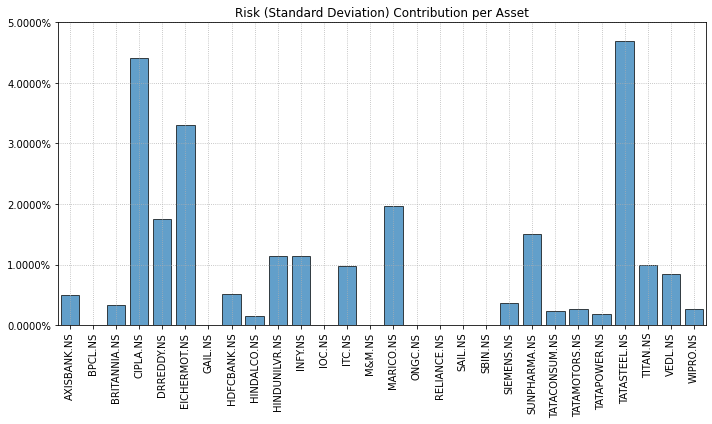 Risk (Standard Deviation) Contribution per Asset
5.0000%
4.0000%
3.0000%
2.0000%
1.0000%
0.0000%
AXISBANK.NS
BPCL.NS
BRITANNIA.NS
CIPLA.NS
DRREDDY.NS
EICHERMOT.NS
GAIL.NS
HDFCBANK.NS
HINDALCO.NS
HINDUNILVR.NS
INFY.NS
IOC.NS
ITC.NS
M&M.NS
MARICO.NS
ONGC.NS
RELIANCE.NS
SAIL.NS
SBIN.NS
SIEMENS.NS
SUNPHARMA.NS
TATACONSUM.NS
TATAMOTORS.NS
TATAPOWER.NS
TATASTEEL.NS
TITAN.NS
VEDL.NS
WIPRO.NS